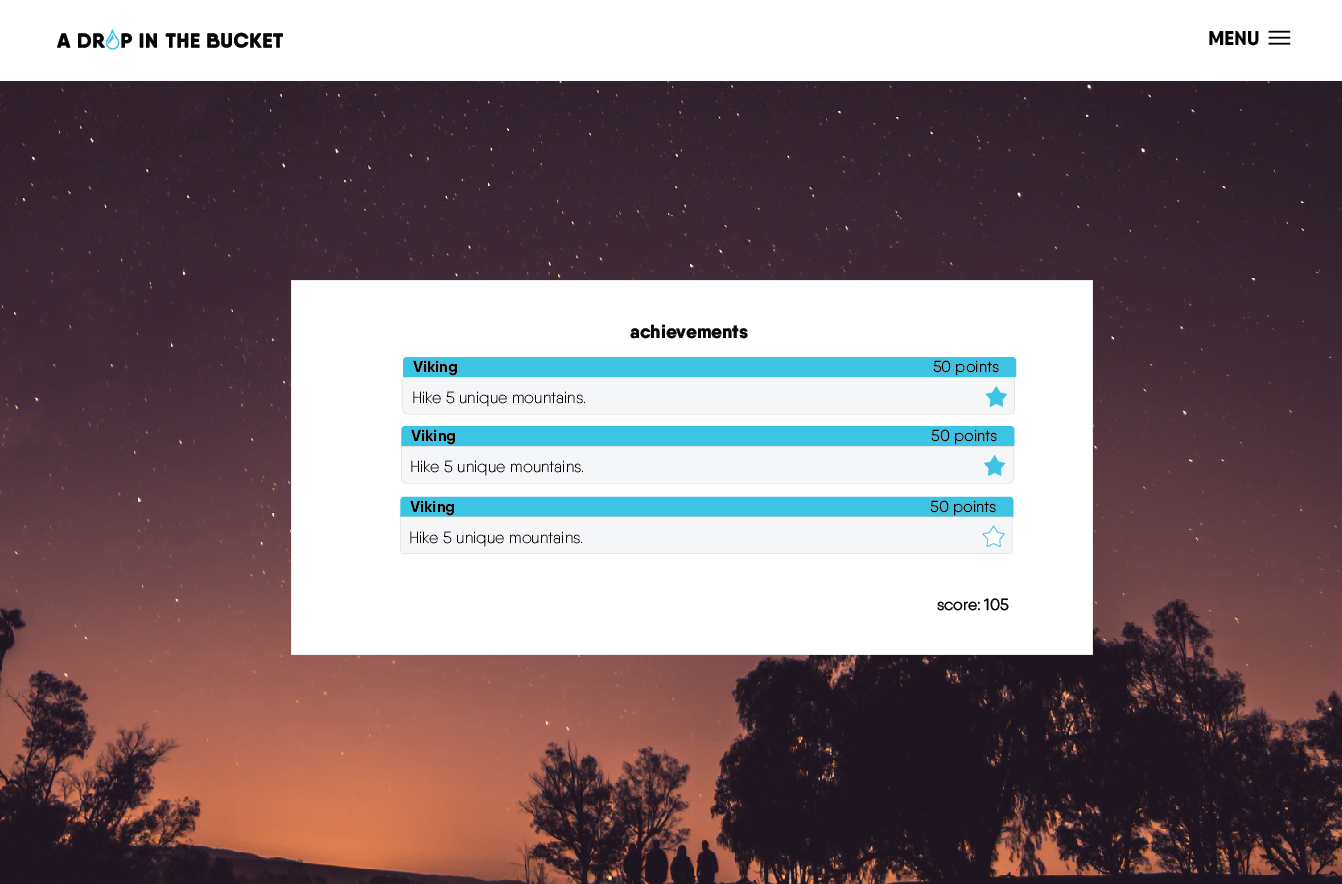 A DROP IN THE BUCKET
MENU
achievements
Viking 50 points
Hike 5 unique mountains.
Viking 50 points
Hike 5 unique mountains.
Viking 50 points
Hike 5 unique mountains.
score: 105